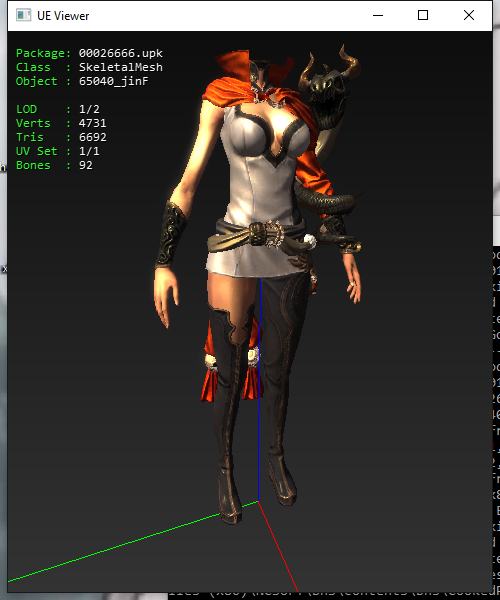 UE Viewer
Package: 00026666.upk
Class : SkeletalMesh
Object : 65040_jinF
LOD : 1/2
Verts : 4731
Tris : 6692
UV Set : 1/1
Bones : 92